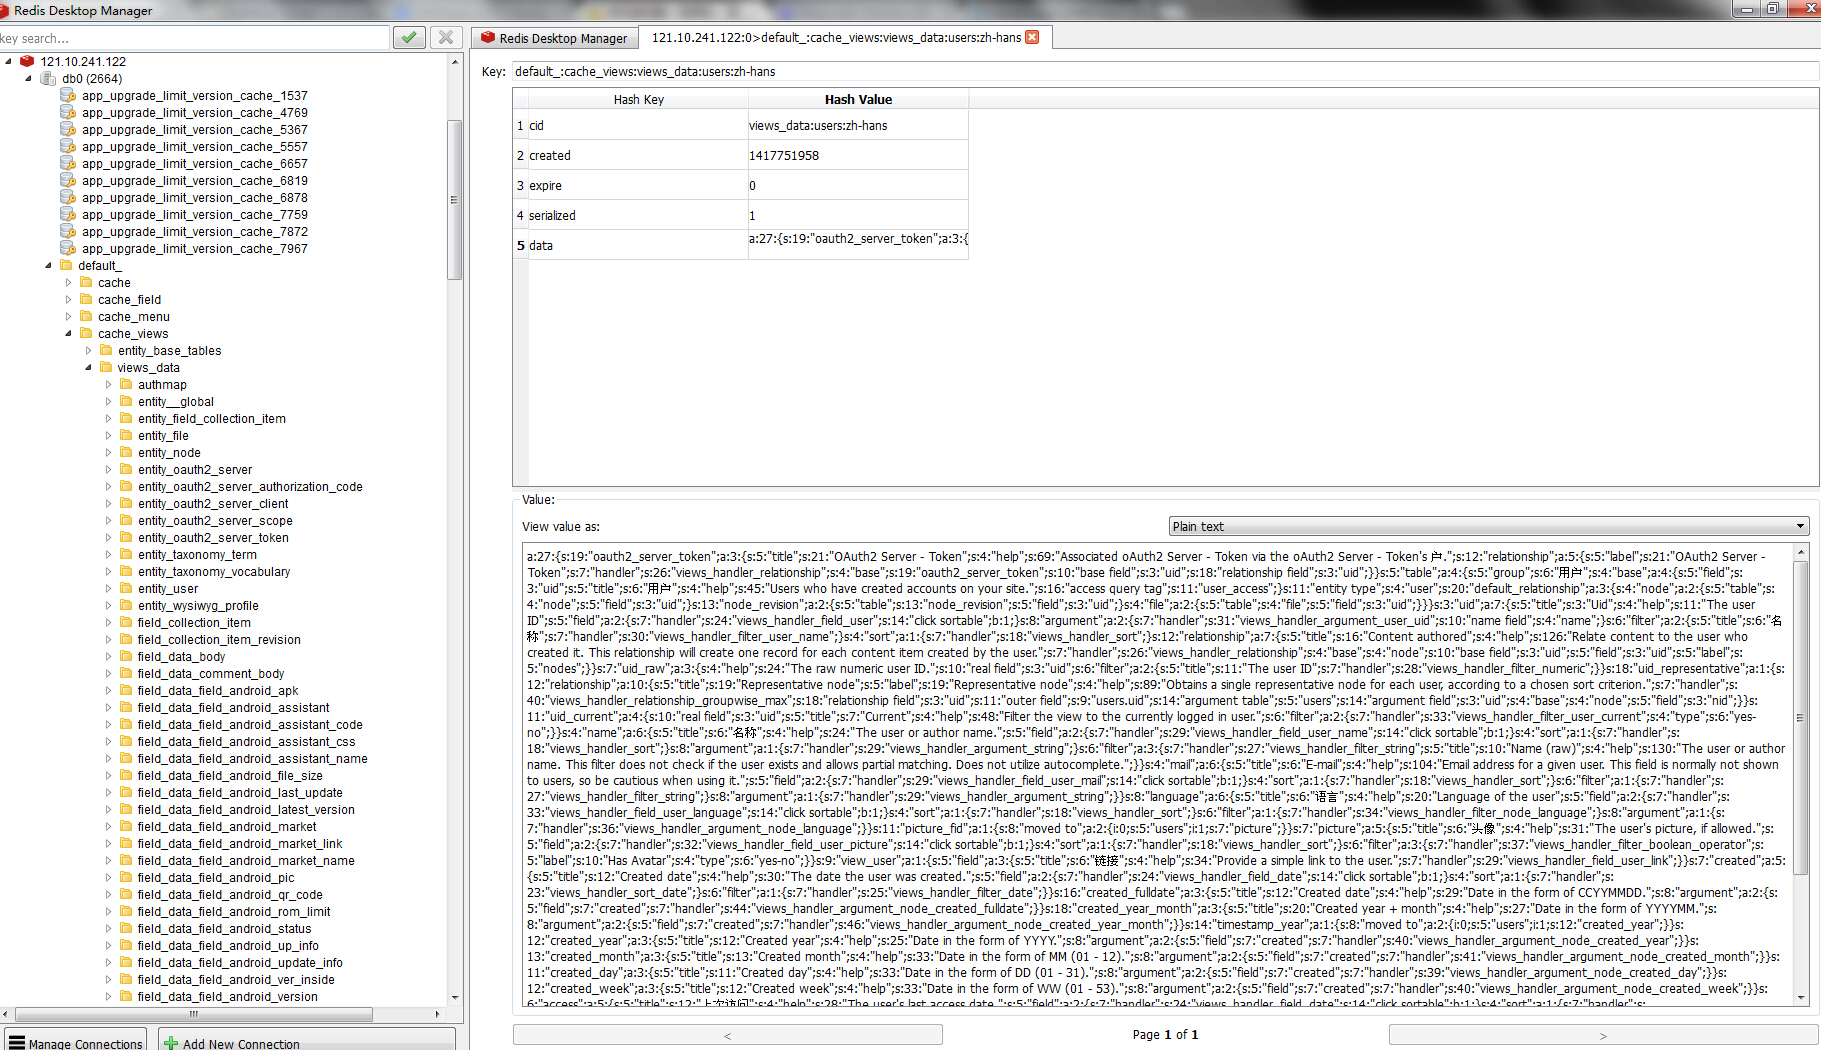 Redis Desktop Manager
key search...
121.10.241.122
db0 (2664)
app_upgrade_limit_version_cache_1537
app_upgrade_limit_version_cache_4769
app_upgrade_limit_version_cache_5367
app_upgrade_limit_version_cache_5557
app_upgrade_limit_version_cache_6657
app_upgrade_limit_version_cache_6819
app_upgrade_limit_version_cache_6878
app_upgrade_limit_version_cache_7759
app_upgrade_limit_version_cache_7872
app_upgrade_limit_version_cache_7967
default_
cache
cache_field
cache_menu
cache_views
entity_base_tables
views_data
authmap
entity__global
entity_field_collection_item
entity_file
entity_node
entity_oauth2_server
entity_oauth2_server_authorization_code
entity_oauth2_server_client
entity_oauth2_server_scope
entity_oauth2_server_token
entity_taxonomy_term
entity_taxonomy_vocabulary
entity_user
entity_wysiwyg_profile
field_collection_item
field_collection_item_revision
field_data_body
field_data_comment_body
field_data_field_android_apk
field_data_field_android_assistant
field_data_field_android_assistant_code
field_data_field_android_assistant_css
field_data_field_android_assistant_name
field_data_field_android_file_size
field_data_field_android_last_update
field_data_field_android_latest_version
field_data_field_android_market
field_data_field_android_market_link
field_data_field_android_market_name
field_data_field_android_pic
field_data_field_android_qr_code
field_data_field_android_rom_limit
field_data_field_android_status
field_data_field_android_up_info
field_data_field_android_update_info
field_data_field_android_ver_inside
field_data_field_android_version
Manage Connections
Add New Connection
Redis Desktop Manager
121.10.241.122:0>default_:cache_views:views_data:users:zh-hans
Key: default_:cache_views:views_data:users:zh-hans
Hash Key Hash Value
1 cid views_data:users:zh-hans
2 created 1417751958
3 expire 0
4 serialized 1
5 data a:27:{s:19:"oauth2_server_token";a:3:{
Value:
View value as: Plain text
a:27:{s:19:"oauth2_server_token";a:3:{s:5:"title";s:21:"OAuth2 Server - Token";s:4:"help";s:69:"Associated oAuth2 Server - Token via the oAuth2 Server - Token's 户.";s:12:"relationship";a:5:{s:5:"label";s:21:"OAuth2 Server -
Token";s:7:"handler";s:26:"views_handler_relationship";s:4:"base";s:19:"oauth2_server_token";s:10:"base field";s:3:"uid";s:18:"relationship field";s:3:"uid";}}s:5:"table";a:4:{s:5:"group";s:6:"用户";s:4:"base";a:4:{s:5:"field";s:
3:"uid";s:5:"title";s:6:"用户";s:4:"help";s:45:"Users who have created accounts on your site.";s:16:"access query tag";s:11:"user_access";}s:11:"entity type";s:4:"user";s:20:"default_relationship";a:3:{s:4:"node";a:2:{s:5:"table";s:
4:"node";s:5:"field";s:3:"uid";}s:13:"node_revision";a:2:{s:5:"table";s:13:"node_revision";s:5:"field";s:3:"uid";}s:4:"file";a:2:{s:5:"table";s:4:"file";s:5:"field";s:3:"uid";}}}s:3:"uid";a:7:{s:5:"title";s:3:"Uid";s:4:"help";s:11:"The user
ID";s:5:"field";a:2:{s:7:"handler";s:24:"views_handler_field_user";s:14:"click sortable";b:1;}s:8:"argument";a:2:{s:7:"handler";s:31:"views_handler_argument_user_uid";s:10:"name field";s:4:"name";}s:6:"filter";a:2:{s:5:"title";s:6:"名
称";s:7:"handler";s:30:"views_handler_filter_user_name";}s:4:"sort";a:1:{s:7:"handler";s:18:"views_handler_sort";}s:12:"relationship";a:7:{s:5:"title";s:16:"Content authored";s:4:"help";s:126:"Relate content to the user who
created it. This relationship will create one record for each content item created by the user.";s:7:"handler";s:26:"views_handler_relationship";s:4:"base";s:4:"node";s:10:"base field";s:3:"uid";s:5:"field";s:3:"uid";s:5:"label";s:
5:"nodes";}}s:7:"uid_raw";a:3:{s:4:"help";s:24:"The raw numeric user ID.";s:10:"real field";s:3:"uid";s:6:"filter";a:2:{s:5:"title";s:11:"The user ID";s:7:"handler";s:28:"views_handler_filter_numeric";}}s:18:"uid_representative";a:1:{s:
12:"relationship";a:10:{s:5:"title";s:19:"Representative node";s:5:"label";s:19:"Representative node";s:4:"help";s:89:"Obtains a single representative node for each user, according to a chosen sort criterion.";s:7:"handler";s:
40:"views_handler_relationship_groupwise_max";s:18:"relationship field";s:3:"uid";s:11:"outer field";s:9:"users.uid";s:14:"argument table";s:5:"users";s:14:"argument field";s:3:"uid";s:4:"base";s:4:"node";s:5:"field";s:3:"nid";}}s:
11:"uid_current";a:4:{s:10:"real field";s:3:"uid";s:5:"title";s:7:"Current";s:4:"help";s:48:"Filter the view to the currently logged in user.";s:6:"filter";a:2:{s:7:"handler";s:33:"views_handler_filter_user_current";s:4:"type";s:6:"yes-
no";}}s:4:"name";a:6:{s:5:"title";s:6:"名称";s:4:"help";s:24:"The user or author name.";s:5:"field";a:2:{s:7:"handler";s:29:"views_handler_field_user_name";s:14:"click sortable";b:1;}s:4:"sort";a:1:{s:7:"handler";s:
18:"views_handler_sort";}s:8:"argument";a:1:{s:7:"handler";s:29:"views_handler_argument_string";}s:6:"filter";a:3:{s:7:"handler";s:27:"views_handler_filter_string";s:5:"title";s:10:"Name (raw)";s:4:"help";s:130:"The user or author
name. This filter does not check if the user exists and allows partial matching. Does not utilize autocomplete.";}}s:4:"mail";a:6:{s:5:"title";s:6:"E-mail";s:4:"help";s:104:"Email address for a given user. This field is normally not shown
to users, so be cautious when using it.";s:5:"field";a:2:{s:7:"handler";s:29:"views_handler_field_user_mail";s:14:"click sortable";b:1;}s:4:"sort";a:1:{s:7:"handler";s:18:"views_handler_sort";}s:6:"filter";a:1:{s:7:"handler";s:
27:"views_handler_filter_string";}s:8:"argument";a:1:{s:7:"handler";s:29:"views_handler_argument_string";}}s:8:"language";a:6:{s:5:"title";s:6:"语言";s:4:"help";s:20:"Language of the user";s:5:"field";a:2:{s:7:"handler";s:
33:"views_handler_field_user_language";s:14:"click sortable";b:1;}s:4:"sort";a:1:{s:7:"handler";s:18:"views_handler_sort";}s:6:"filter";a:1:{s:7:"handler";s:34:"views_handler_filter_node_language";}s:8:"argument";a:1:{s:
7:"handler";s:36:"views_handler_argument_node_language";}}s:11:"picture_fid";a:1:{s:8:"moved to";a:2:{i:0;s:5:"users";i:1;s:7:"picture";}}s:7:"picture";a:5:{s:5:"title";s:6:"头像";s:4:"help";s:31:"The user's picture, if allowed.";s:
5:"field";a:2:{s:7:"handler";s:32:"views_handler_field_user_picture";s:14:"click sortable";b:1;}s:4:"sort";a:1:{s:7:"handler";s:18:"views_handler_sort";}s:6:"filter";a:3:{s:7:"handler";s:37:"views_handler_filter_boolean_operator";s:
5:"label";s:10:"Has Avatar";s:4:"type";s:6:"yes-no";}}s:9:"view_user";a:1:{s:5:"field";a:3:{s:5:"title";s:6:"链接";s:4:"help";s:34:"Provide a simple link to the user.";s:7:"handler";s:29:"views_handler_field_user_link";}}s:7:"created";a:5:
{s:5:"title";s:12:"Created date";s:4:"help";s:30:"The date the user was created.";s:5:"field";a:2:{s:7:"handler";s:24:"views_handler_field_date";s:14:"click sortable";b:1;}s:4:"sort";a:1:{s:7:"handler";s:
23:"views_handler_sort_date";}s:6:"filter";a:1:{s:7:"handler";s:25:"views_handler_filter_date";}}s:16:"created_fulldate";a:3:{s:5:"title";s:12:"Created date";s:4:"help";s:29:"Date in the form of CCYYMMDD.";s:8:"argument";a:2:{s:
5:"field";s:7:"created";s:7:"handler";s:44:"views_handler_argument_node_created_fulldate";}}s:18:"created_year_month";a:3:{s:5:"title";s:20:"Created year + month";s:4:"help";s:27:"Date in the form of YYYYMM.";s:
8:"argument";a:2:{s:5:"field";s:7:"created";s:7:"handler";s:46:"views_handler_argument_node_created_year_month";}}s:14:"timestamp_year";a:1:{s:8:"moved to";a:2:{i:0;s:5:"users";i:1;s:12:"created_year";}}s:
12:"created_year";a:3:{s:5:"title";s:12:"Created year";s:4:"help";s:25:"Date in the form of YYYY.";s:8:"argument";a:2:{s:5:"field";s:7:"created";s:7:"handler";s:40:"views_handler_argument_node_created_year";}}s:
13:"created_month";a:3:{s:5:"title";s:13:"Created month";s:4:"help";s:33:"Date in the form of MM (01 - 12).";s:8:"argument";a:2:{s:5:"field";s:7:"created";s:7:"handler";s:41:"views_handler_argument_node_created_month";}}s:
11:"created_day";a:3:{s:5:"title";s:11:"Created day";s:4:"help";s:33:"Date in the form of DD (01 - 31).";s:8:"argument";a:2:{s:5:"field";s:7:"created";s:7:"handler";s:39:"views_handler_argument_node_created_day";}}s:
12:"created_week";a:3:{s:5:"title";s:12:"Created week";s:4:"help";s:33:"Date in the form of WW (01 - 53).";s:8:"argument";a:2:{s:5:"field";s:7:"created";s:7:"handler";s:40:"views_handler_argument_node_created_week";}}s:
6:"access";a:5:{s:5:"title";s:12:"上次访问";s:4:"help";s:28:"The user's last access date.";s:5:"field";a:2:{s:7:"handler";s:24:"views_handler_field_date";s:14:"click sortable";b:1;}s:4:"sort";a:1:{s:7:"handler";s:
< Page 1 of 1 >